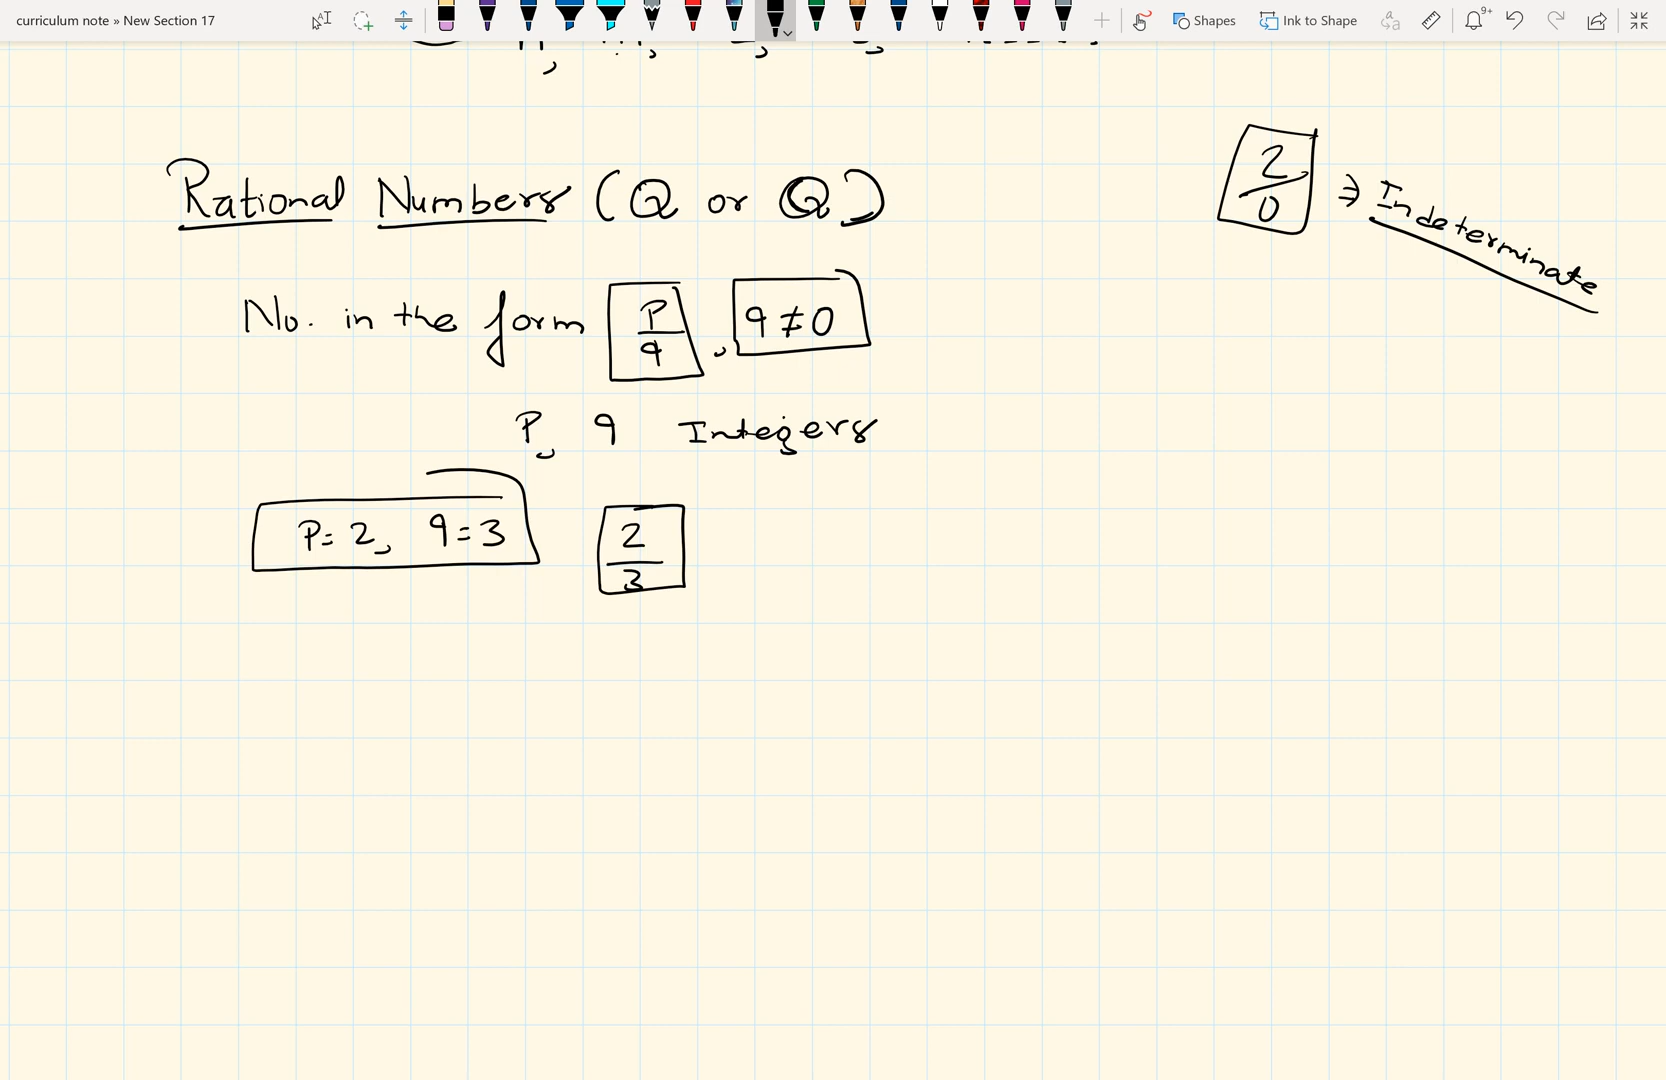 curriculum note » New Section 17
Shapes
Ink to Shape
9+
Rational Numbers (Q or ℚ)
No. in the form P/q, q ≠ 0
P, q Integers
P = 2, q = 3 2/3
2/0 ⇒ Indeterminate